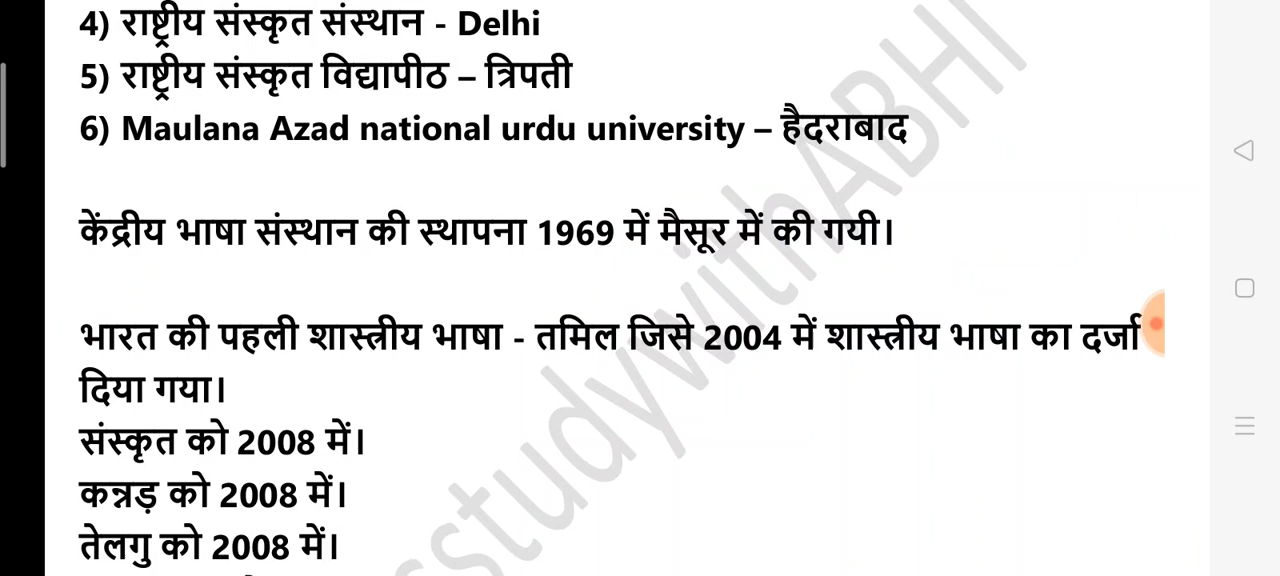 4) राष्ट्रीय संस्कृत संस्थान - Delhi
5) राष्ट्रीय संस्कृत विद्यापीठ – त्रिपती
6) Maulana Azad national urdu university – हैदराबाद
केंद्रीय भाषा संस्थान की स्थापना 1969 में मैसूर में की गयी।
भारत की पहली शास्त्रीय भाषा - तमिल जिसे 2004 में शास्त्रीय भाषा का दर्जा
दिया गया।
संस्कृत को 2008 में।
कन्नड़ को 2008 में।
तेलगु को 2008 में।
sstudywithABHI